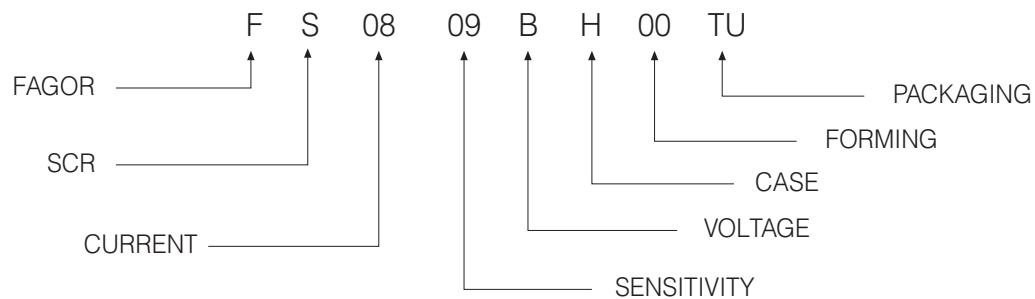 F S 08 09 B H 00 TU
FAGOR
PACKAGING
FORMING
SCR
CASE
VOLTAGE
CURRENT
SENSITIVITY